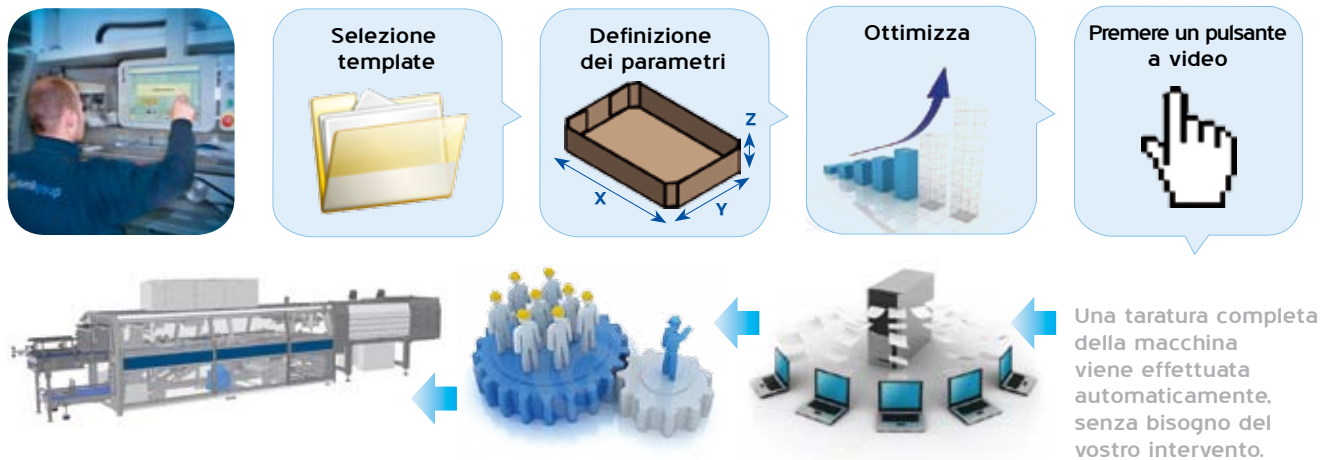 Selezione
template
Definizione
dei parametri
Z
X
Y
Ottimizza
Premere un pulsante
a video
Una taratura completa
della macchina
viene effettuata
automaticamente,
senza bisogno del
vostro intervento.